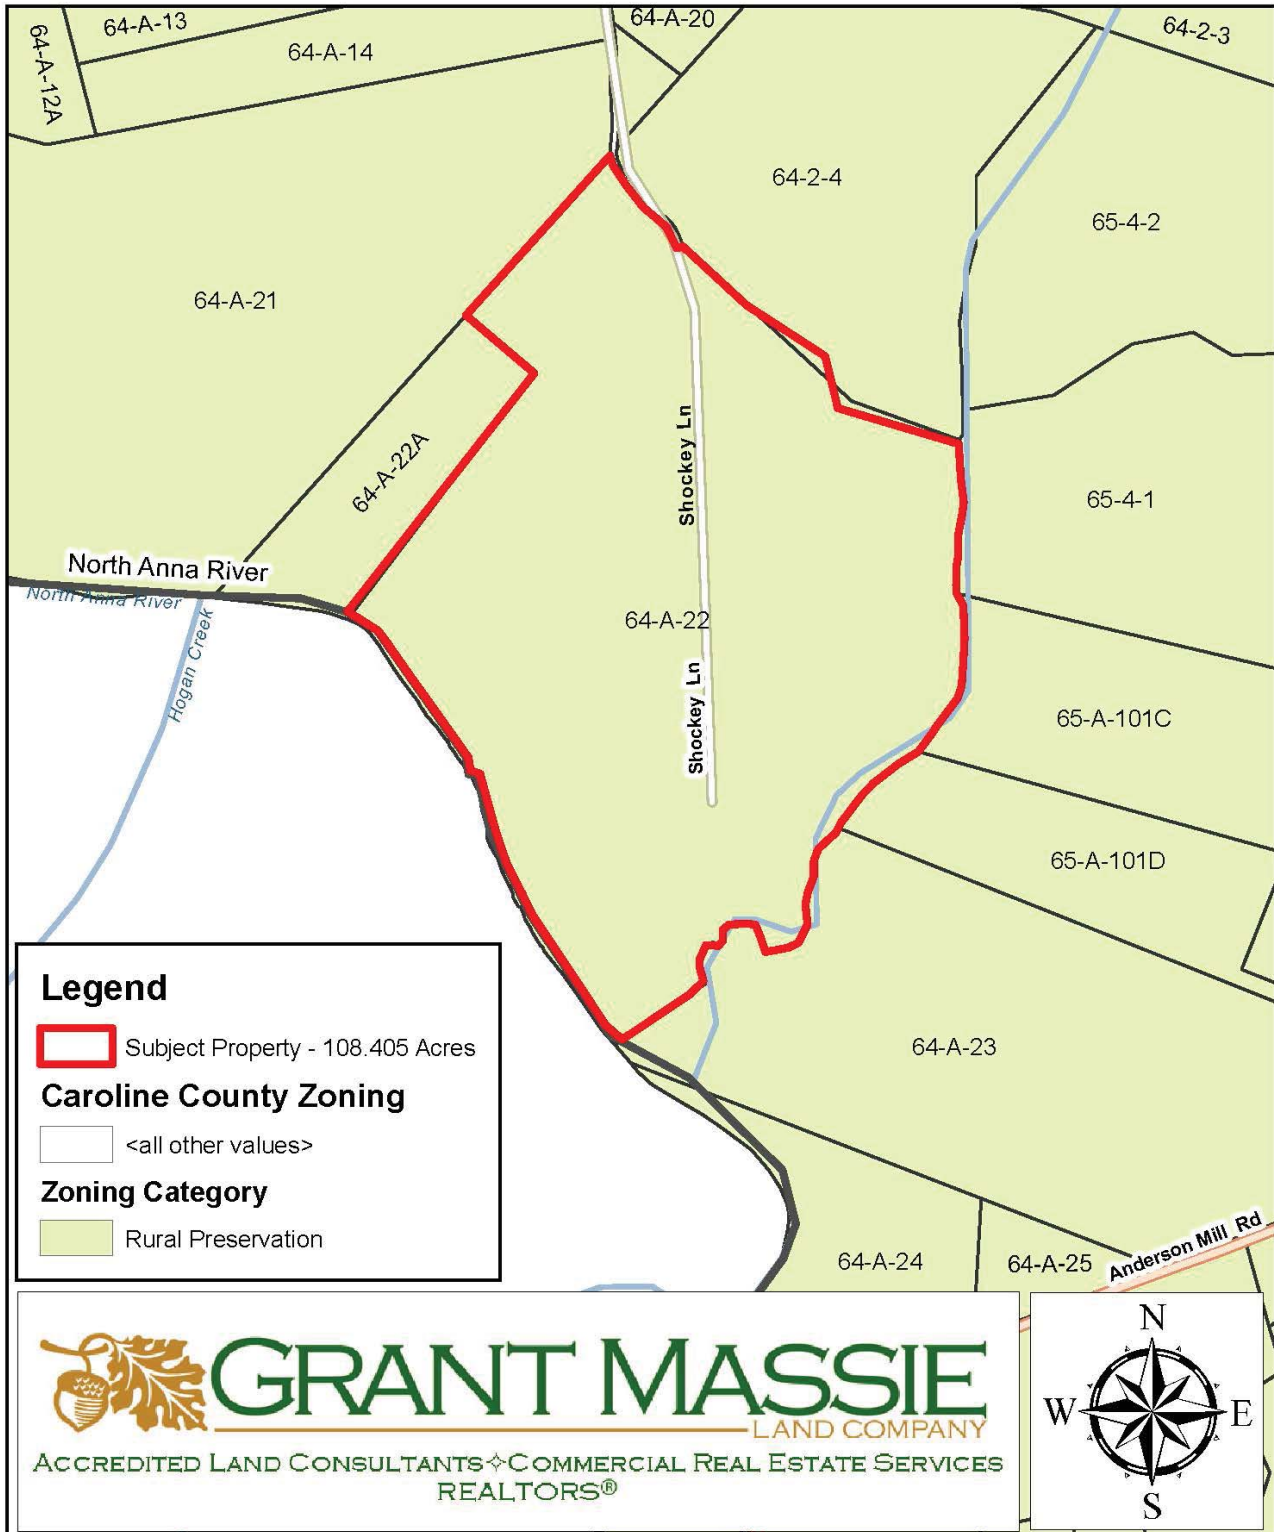 64-A-13
64-A-20
64-2-3
64-A-12A
64-A-14
64-2-4
65-4-2
64-A-21
Shockey Ln
64-A-22A
65-4-1
North Anna River
North Anna River
Hogan Creek
64-A-22
Shockey Ln
65-A-101C
65-A-101D
64-A-23
Legend
Subject Property - 108.405 Acres
Caroline County Zoning
<all other values>
Zoning Category
Rural Preservation
64-A-24
64-A-25
Anderson Mill Rd
GRANT MASSIE
LAND COMPANY
ACCREDITED LAND CONSULTANTS✧COMMERCIAL REAL ESTATE SERVICES
REALTORS®
N
W
E
S